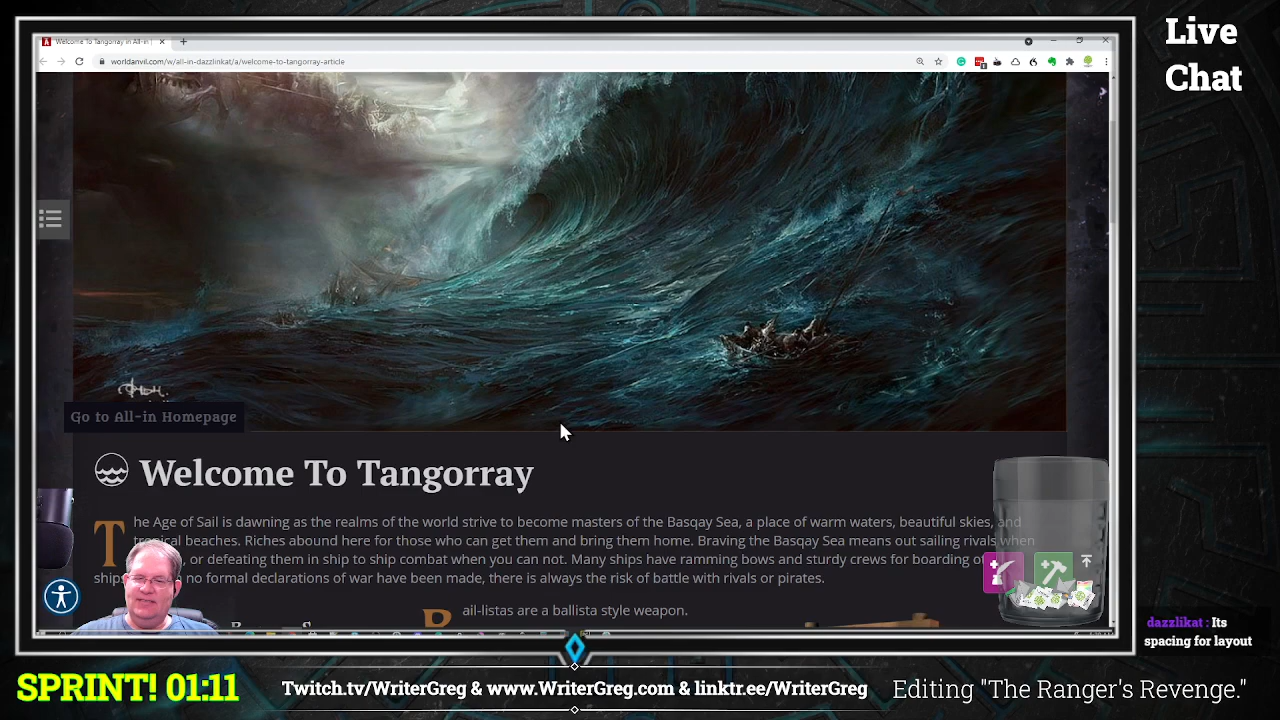 Live
Chat
Welcome To Tangorray in All-in |
worldanvil.com/w/all-in-dazzlinkat/a/welcome-to-tangorray-article
Go to All-in Homepage
Welcome To Tangorray
The Age of Sail is dawning as the realms of the world strive to become masters of the Basqay Sea, a place of warm waters, beautiful skies, and
tropical beaches. Riches abound here for those who can get them and bring them home. Braving the Basqay Sea means out sailing rivals when
, or defeating them in ship to ship combat when you can not. Many ships have ramming bows and sturdy crews for boarding
ship no formal declarations of war have been made, there is always the risk of battle with rivals or pirates.
Rail-listas are a ballista style weapon.
dazzlikat : Its
spacing for layout
SPRINT! 01:11
Twitch.tv/WriterGreg & www.WriterGreg.com & linktr.ee/WriterGreg
Editing "The Ranger's Revenge."